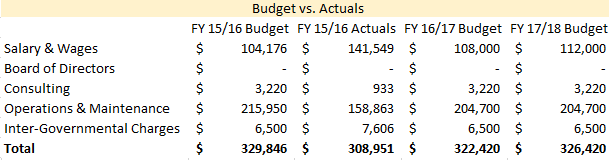 Budget vs. Actuals
FY 15/16 Budget FY 15/16 Actuals FY 16/17 Budget FY 17/18 Budget
Salary & Wages $ 104,176 $ 141,549 $ 108,000 $ 112,000
Board of Directors $ - $ - $ - $ -
Consulting $ 3,220 $ 933 $ 3,220 $ 3,220
Operations & Maintenance $ 215,950 $ 158,863 $ 204,700 $ 204,700
Inter-Governmental Charges $ 6,500 $ 7,606 $ 6,500 $ 6,500
Total $ 329,846 $ 308,951 $ 322,420 $ 326,420